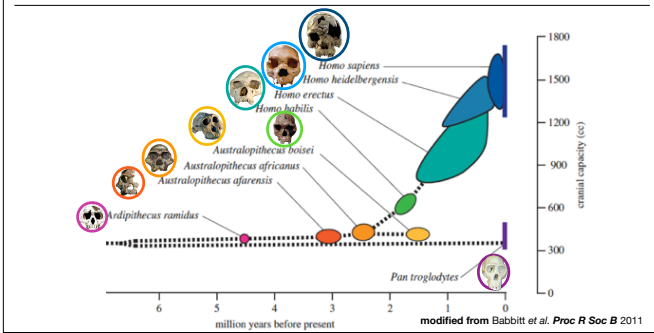 1800
Homo sapiens
1500
Homo heidelbergensis
Homo erectus
Homo habilis
1200
Australopithecus boisei
Australopithecus africanus
900
Australopithecus afarensis
cranial capacity (cc)
600
Ardipithecus ramidus
300
Pan troglodytes
0
6 5 4 3 2 1 0
million years before present
modified from Babbitt et al. Proc R Soc B 2011